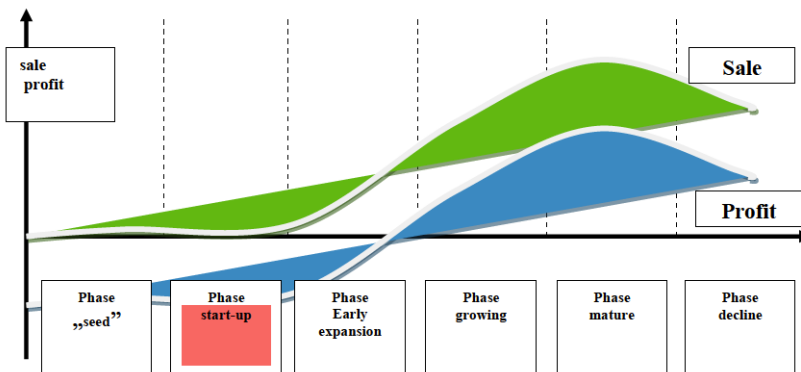 sale
profit
Sale
Profit
Phase
„seed”
Phase
start-up
Phase
Early
expansion
Phase
growing
Phase
mature
Phase
decline